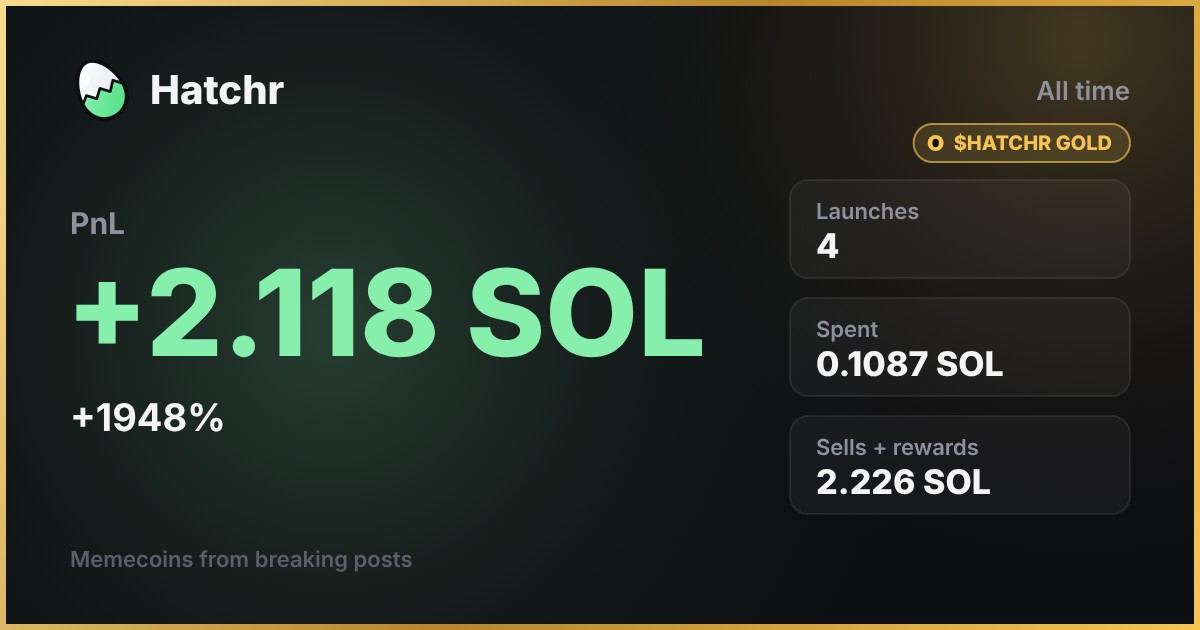 Hatchr
All time
$HATCHR GOLD
PnL
+2.118 SOL
+1948%
Launches
4
Spent
0.1087 SOL
Sells + rewards
2.226 SOL
Memecoins from breaking posts